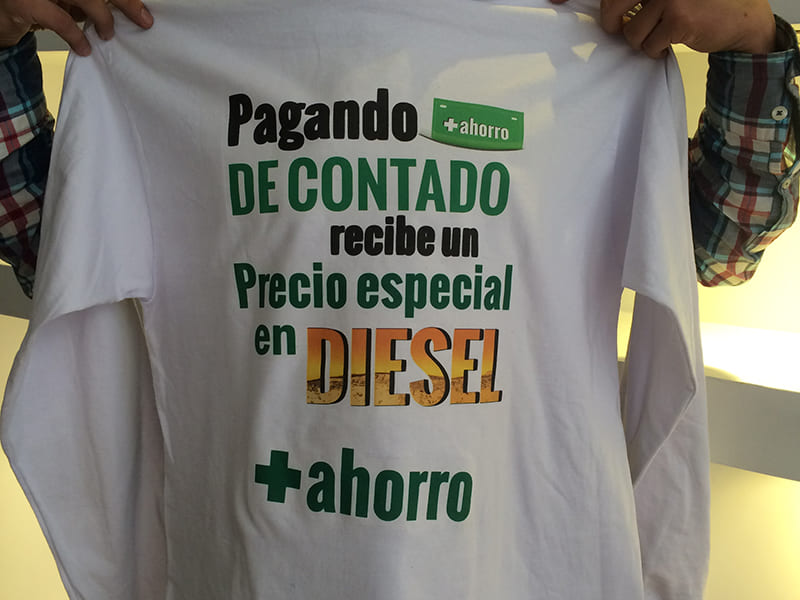 Pagando +ahorro
DE CONTADO
recibe un
Precio especial
en DIESEL
+ahorro